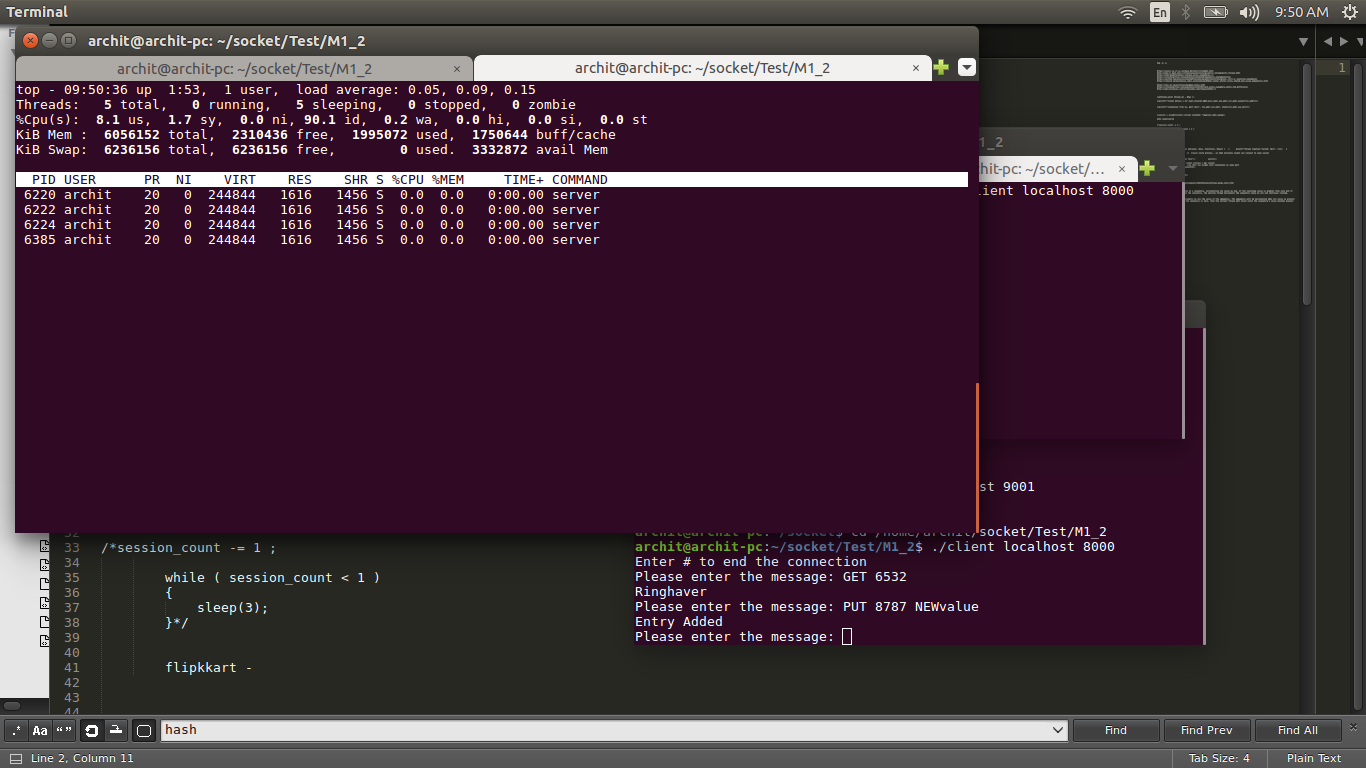 Terminal
En
9:50 AM
archit@archit-pc: ~/socket/Test/M1_2
archit@archit-pc: ~/socket/Test/M1_2 × archit@archit-pc: ~/socket/Test/M1_2 ×
top - 09:50:36 up  1:53,  1 user,  load average: 0.05, 0.09, 0.15
Threads:   5 total,   0 running,   5 sleeping,   0 stopped,   0 zombie
%Cpu(s):  8.1 us,  1.7 sy,  0.0 ni, 90.1 id,  0.2 wa,  0.0 hi,  0.0 si,  0.0 st
KiB Mem :  6056152 total,  2310436 free,  1995072 used,  1750644 buff/cache
KiB Swap:  6236156 total,  6236156 free,        0 used.  3332872 avail Mem
PID USER      PR  NI    VIRT    RES    SHR S %CPU %MEM     TIME+ COMMAND
6220 archit    20   0  244844   1616   1456 S  0.0  0.0   0:00.00 server
6222 archit    20   0  244844   1616   1456 S  0.0  0.0   0:00.00 server
6224 archit    20   0  244844   1616   1456 S  0.0  0.0   0:00.00 server
6385 archit    20   0  244844   1616   1456 S  0.0  0.0   0:00.00 server
1
1_2
chit-pc: ~/socket/... ×
lient localhost 8000
st 9001
/socket/Test/M1_2
archit@archit-pc:~/socket/Test/M1_2$ ./client localhost 8000
Enter # to end the connection
Please enter the message: GET 6532
Ringhaver
Please enter the message: PUT 8787 NEWvalue
Entry Added
Please enter the message:
33 /*session_count -= 1 ;
34
35 while ( session_count < 1 )
36 {
37 sleep(3);
38 }*/
39
40
41 flipkkart -
42
43
.* Aa “” hash Find Find Prev Find All
Line 2, Column 11 Tab Size: 4 Plain Text